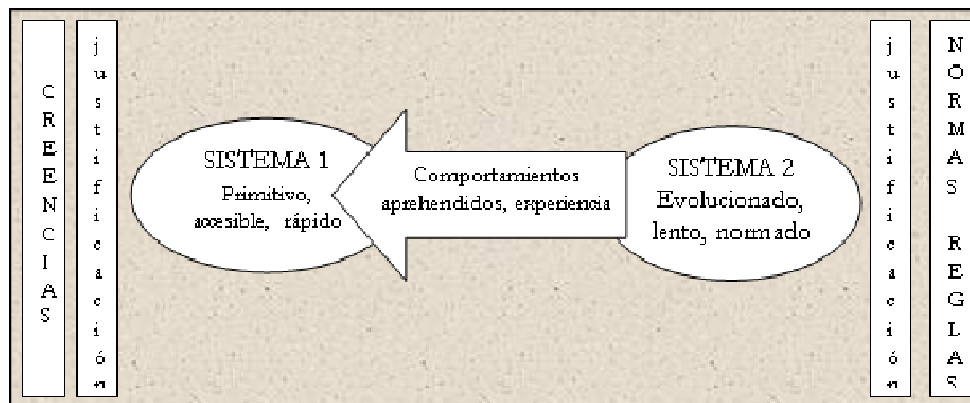 CREENCIAS
justificación
SISTEMA 1
Primitivo,
accesible, rápido
Comportamientos
aprehendidos, experiencia
SISTEMA 2
Evolucionado,
lento, normado
justificación
NORMAS REGLAS